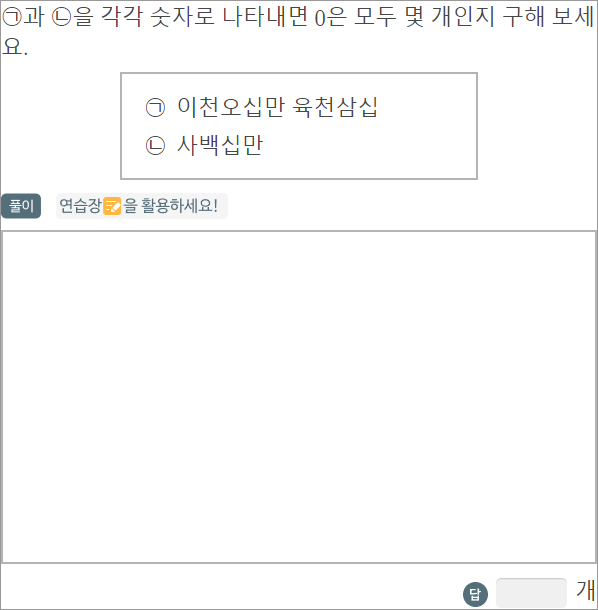 ㉠과 ㉡을 각각 숫자로 나타내면 0은 모두 몇 개인지 구해 보세
요.
㉠ 이천오십만 육천삼십
㉡ 사백십만
풀이 연습장을 활용하세요!
답 개